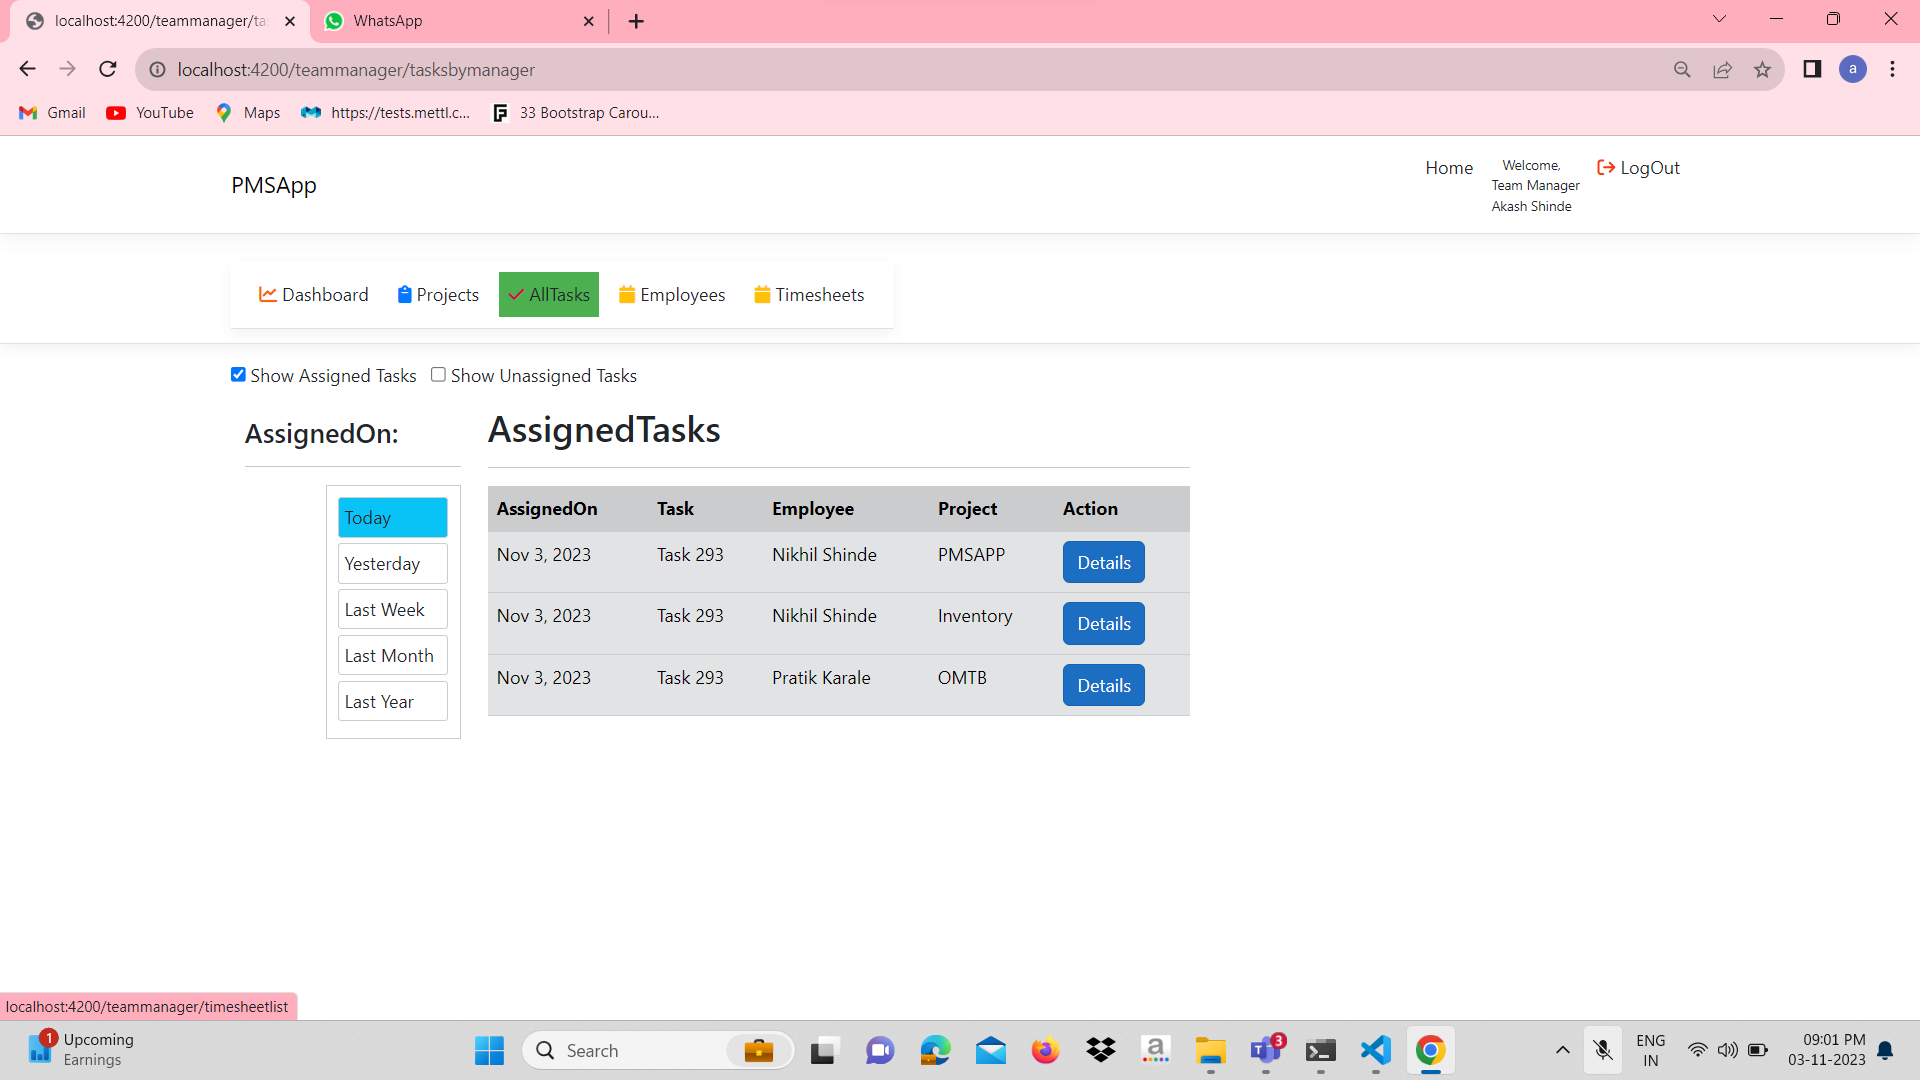 localhost:4200/teammanager/ta
WhatsApp
localhost:4200/teammanager/tasksbymanager
a
Gmail
YouTube
Maps
https://tests.mettl.c...
33 Bootstrap Carou...
PMSApp
Home
Welcome,
Team Manager
Akash Shinde
LogOut
Dashboard
Projects
AllTasks
Employees
Timesheets
Show Assigned Tasks
Show Unassigned Tasks
AssignedOn:
Today
Yesterday
Last Week
Last Month
Last Year
AssignedTasks
AssignedOn Task Employee Project Action
Nov 3, 2023 Task 293 Nikhil Shinde PMSAPP Details
Nov 3, 2023 Task 293 Nikhil Shinde Inventory Details
Nov 3, 2023 Task 293 Pratik Karale OMTB Details
localhost:4200/teammanager/timesheetlist
1
Upcoming
Earnings
Search
a
3
ENG
IN
09:01 PM
03-11-2023